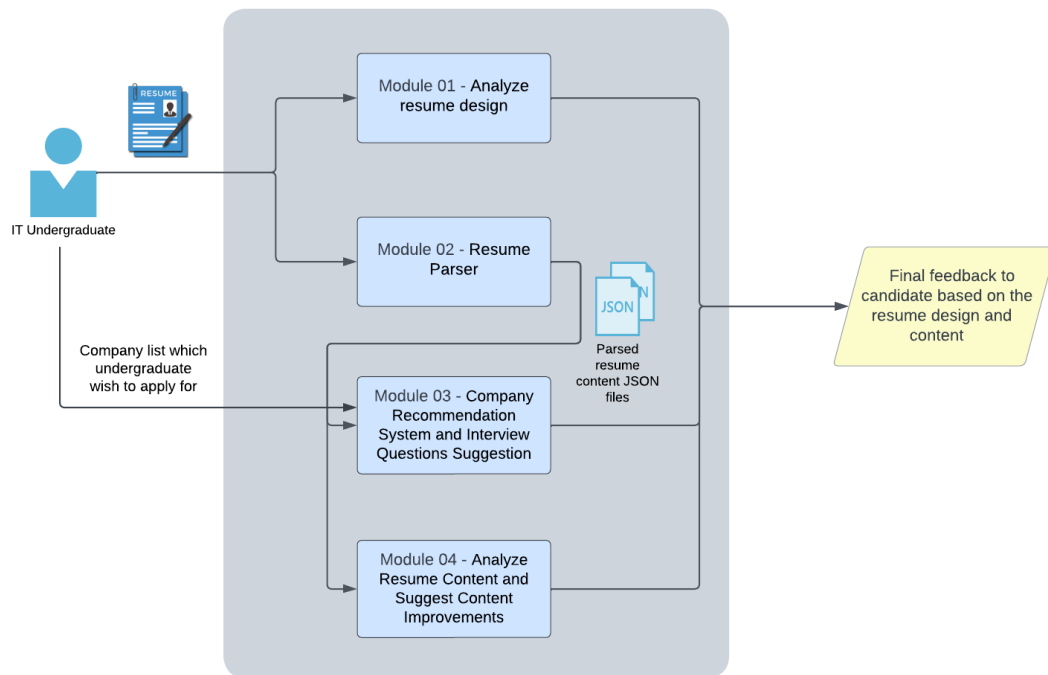 Module 01 - Analyze
resume design
RESUME
IT Undergraduate
Module 02 - Resume
Parser
JSON
N
Parsed
resume
content JSON
files
Final feedback to
candidate based on the
resume design and
content
Company list which
undergraduate
wish to apply for
Module 03 - Company
Recommendation
System and Interview
Questions Suggestion
Module 04 - Analyze
Resume Content and
Suggest Content
Improvements